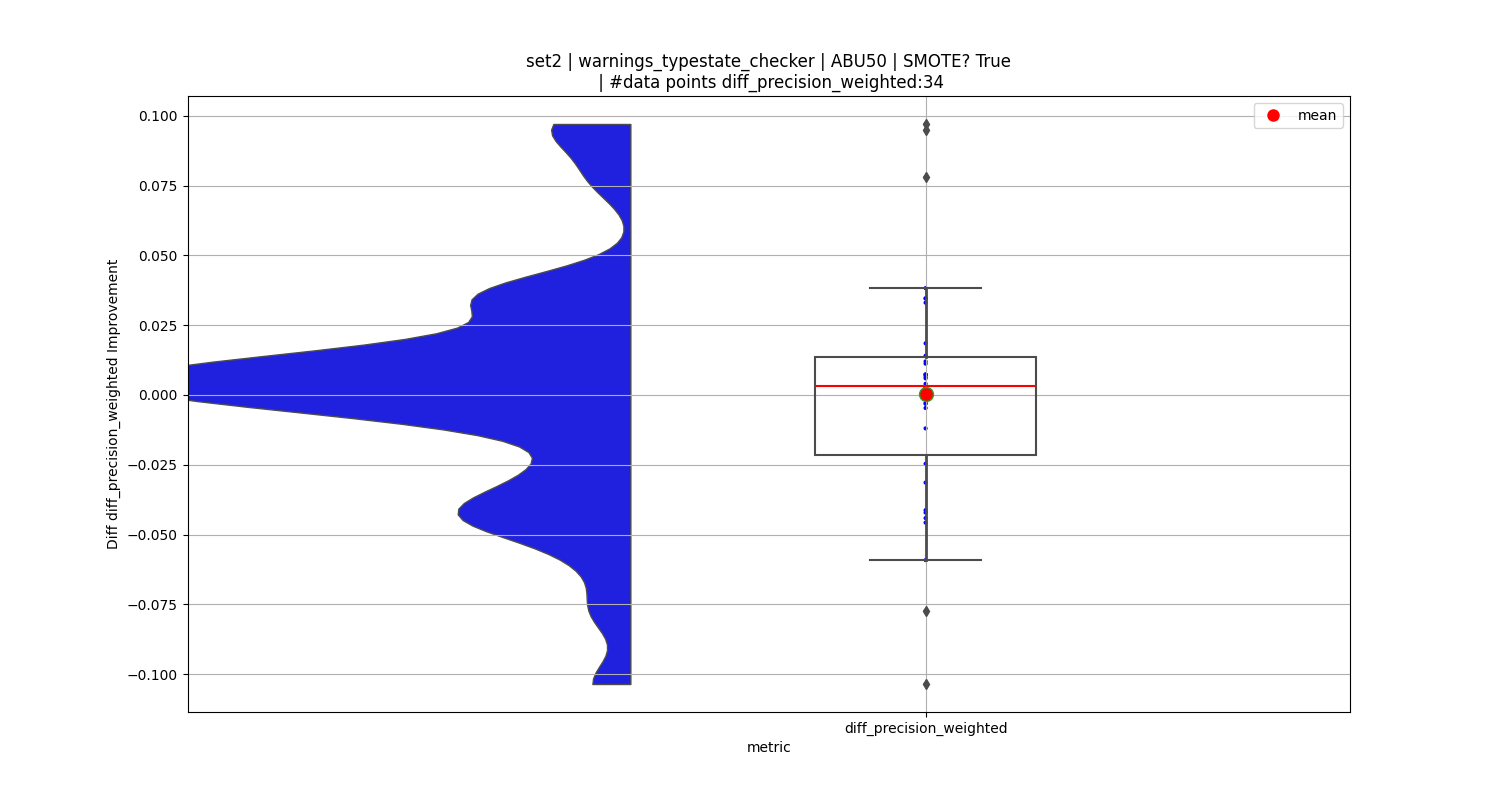 set2 | warnings_typestate_checker | ABU50 | SMOTE? True
| #data points diff_precision_weighted:34
mean
0.100
0.075
0.050
0.025
0.000
−0.025
−0.050
−0.075
−0.100
Diff diff_precision_weighted Improvement
diff_precision_weighted
metric